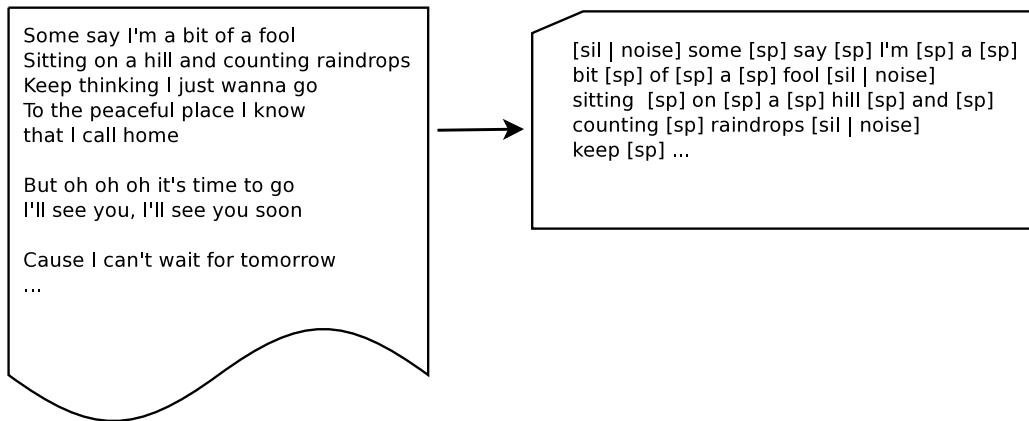 Some say I'm a bit of a fool
Sitting on a hill and counting raindrops
Keep thinking I just wanna go
To the peaceful place I know
that I call home
But oh oh oh it's time to go
I'll see you, I'll see you soon
Cause I can't wait for tomorrow
...
[sil | noise] some [sp] say [sp] I'm [sp] a [sp]
bit [sp] of [sp] a [sp] fool [sil | noise]
sitting  [sp] on [sp] a [sp] hill [sp] and [sp]
counting [sp] raindrops [sil | noise]
keep [sp] ...